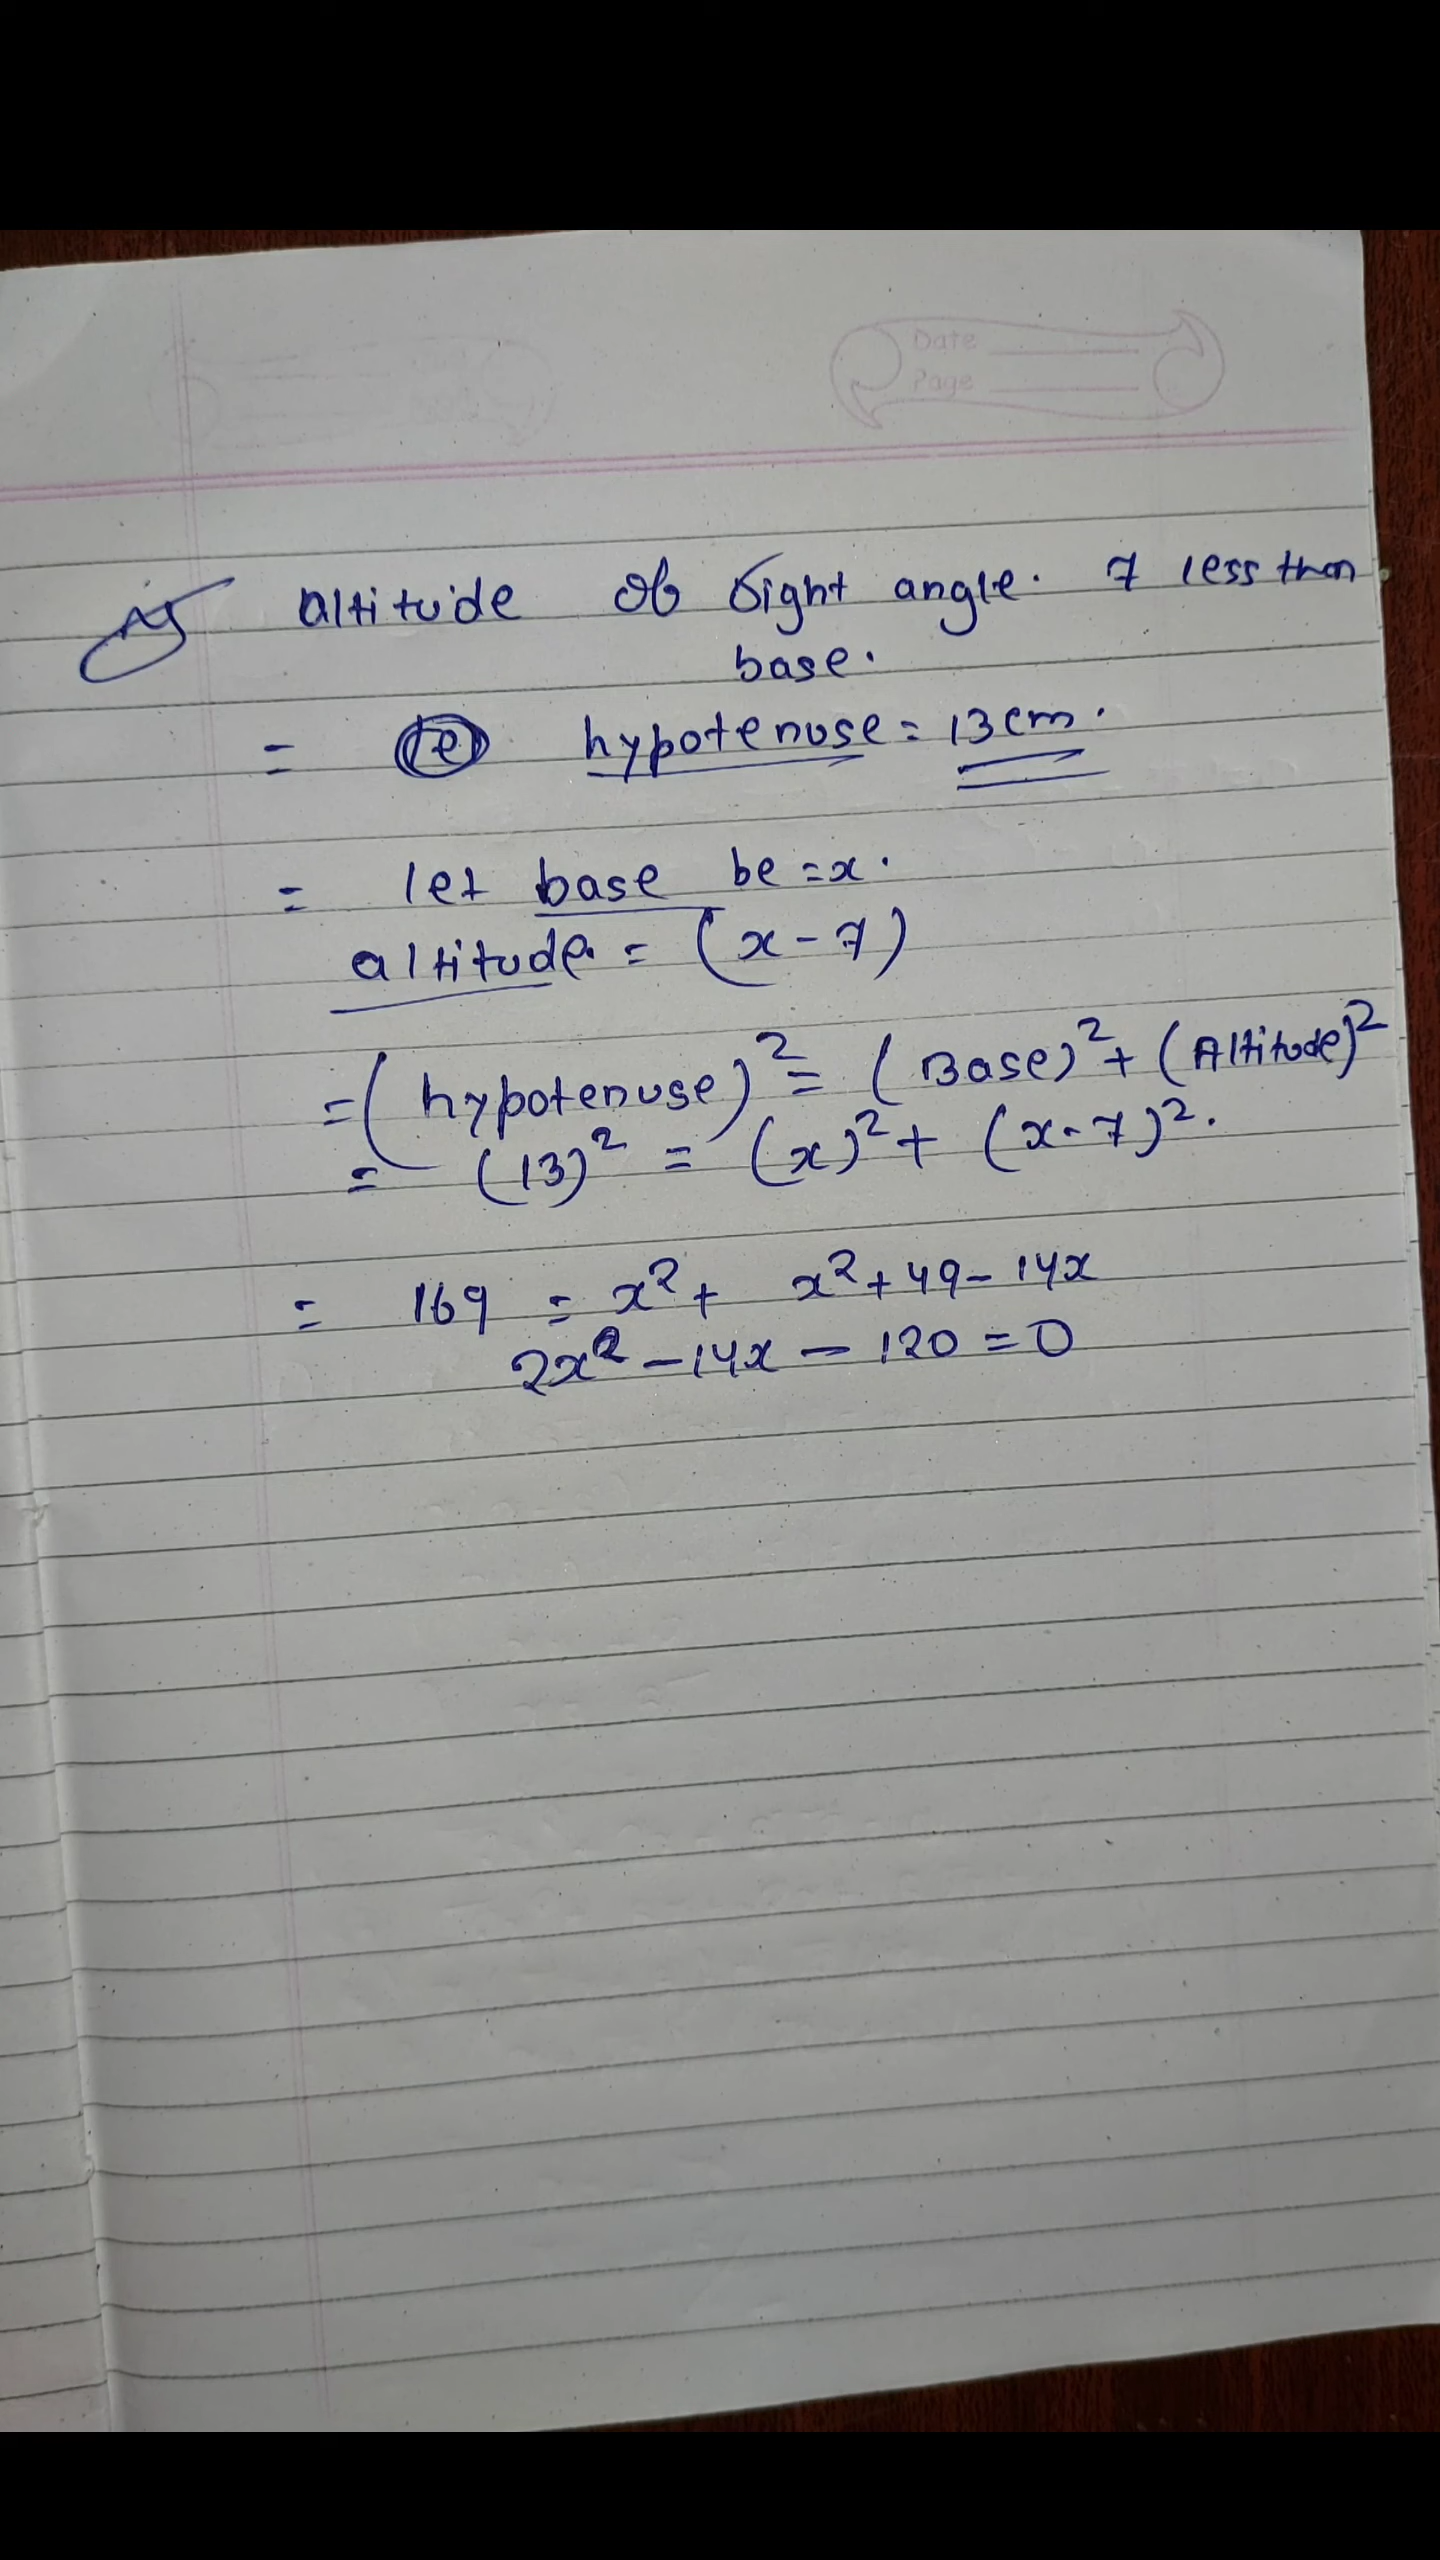 Date
Page
altitude of right angle. 7 less than
base.
= hypotenuse = 13cm.
= let base be = x.
altitude = (x - 7)
= (hypotenuse)² = (Base)² + (Altitude)²
= (13)² = (x)² + (x - 7)².
= 169 = x² + x² + 49 - 14x
2x² - 14x - 120 = 0